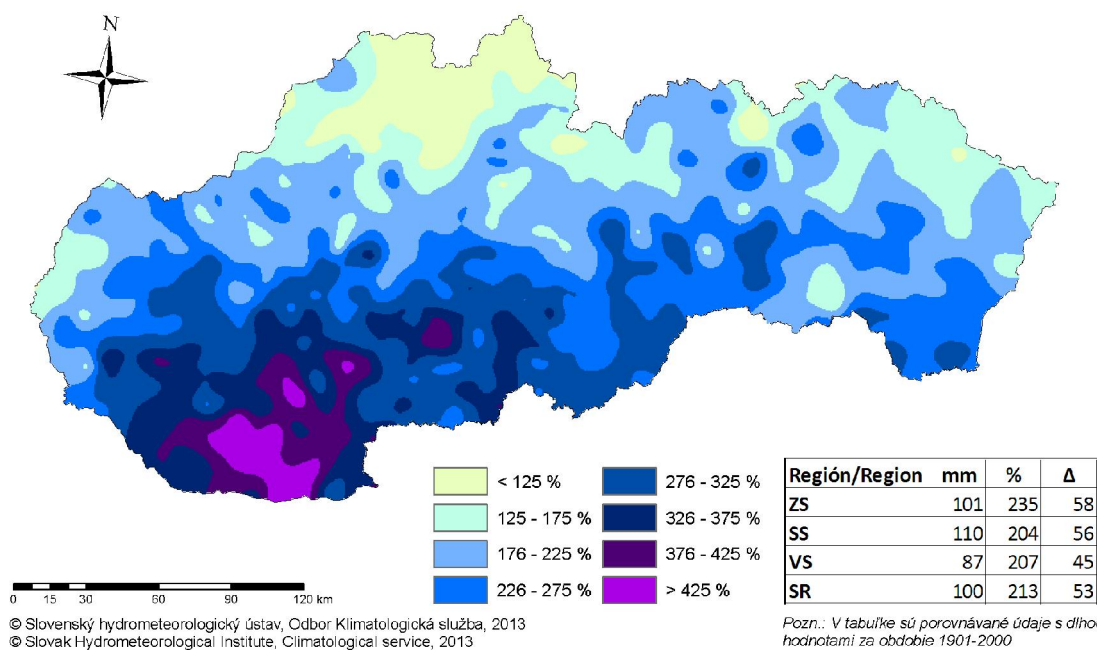 N
< 125 %
125 - 175 %
176 - 225 %
226 - 275 %
276 - 325 %
326 - 375 %
376 - 425 %
> 425 %
Región/Region mm % Δ
ZS 101 235 58
SS 110 204 56
VS 87 207 45
SR 100 213 53
0 15 30 60 90 120 km
© Slovenský hydrometeorologický ústav, Odbor Klimatologická služba, 2013
© Slovak Hydrometeorological Institute, Climatological service, 2013
Pozn.: V tabuľke sú porovnávané údaje s dlho
hodnotami za obdobie 1901-2000